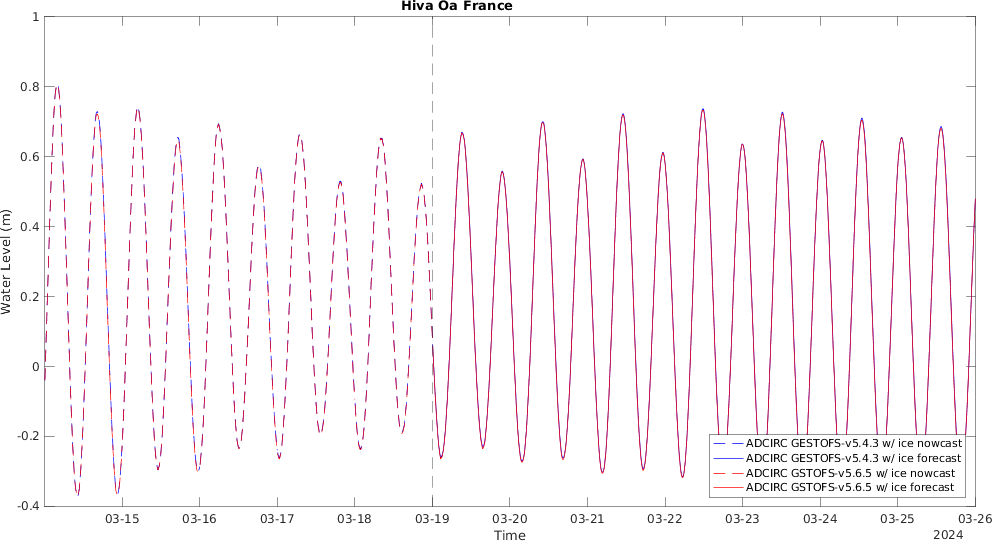 Hiva Oa France
1
0.8
0.6
0.4
0.2
0
-0.2
-0.4
Water Level (m)
ADCIRC GESTOFS-v5.4.3 w/ ice nowcast
ADCIRC GESTOFS-v5.4.3 w/ ice forecast
ADCIRC GSTOFS-v5.6.5 w/ ice nowcast
ADCIRC GSTOFS-v5.6.5 w/ ice forecast
03-15 03-16 03-17 03-18 03-19 03-20 03-21 03-22 03-23 03-24 03-25 03-26
Time
2024